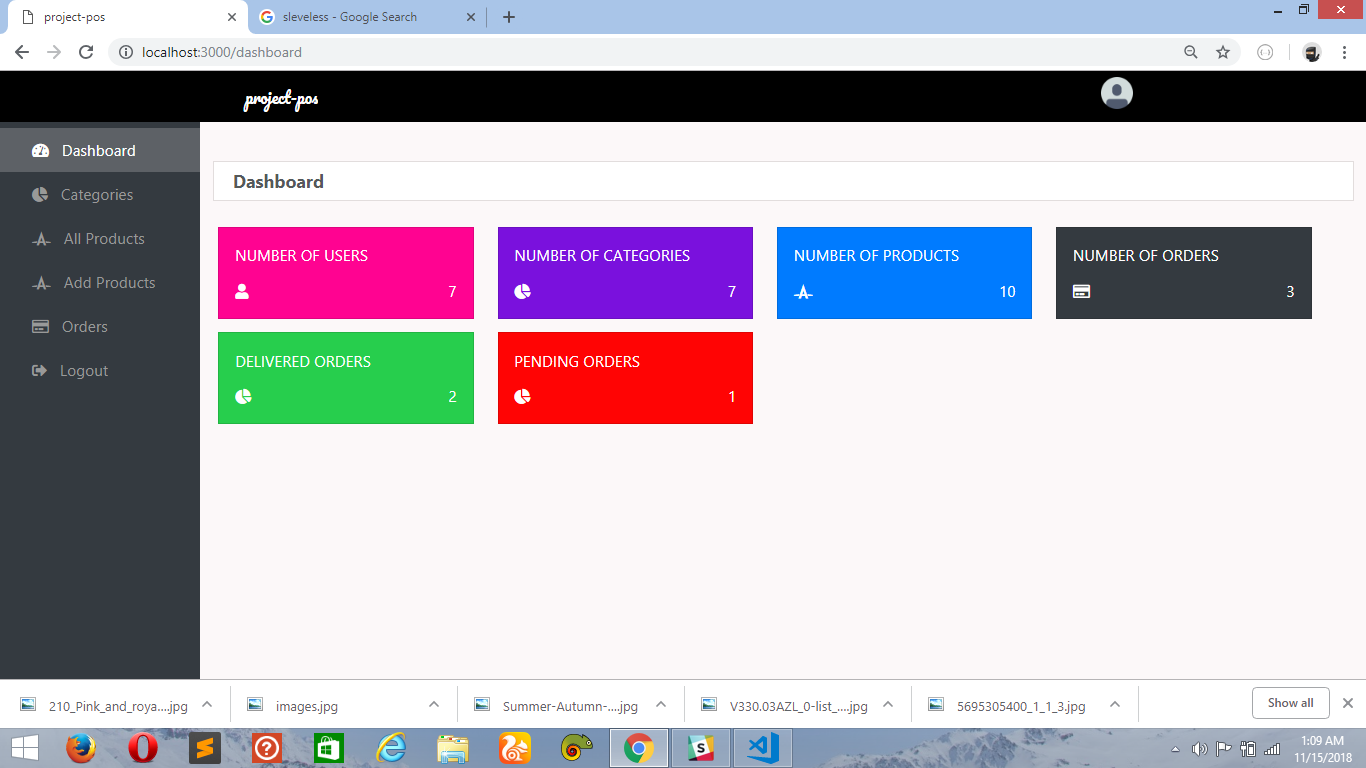 project-pos
sleveless - Google Search
localhost:3000/dashboard
project-pos
Dashboard
Categories
All Products
Add Products
Orders
Logout
Dashboard
NUMBER OF USERS
7
NUMBER OF CATEGORIES
7
NUMBER OF PRODUCTS
10
NUMBER OF ORDERS
3
DELIVERED ORDERS
2
PENDING ORDERS
1
210_Pink_and_roya....jpg
images.jpg
Summer-Autumn-....jpg
V330.03AZL_0-list_....jpg
5695305400_1_1_3.jpg
Show all
1:09 AM
11/15/2018